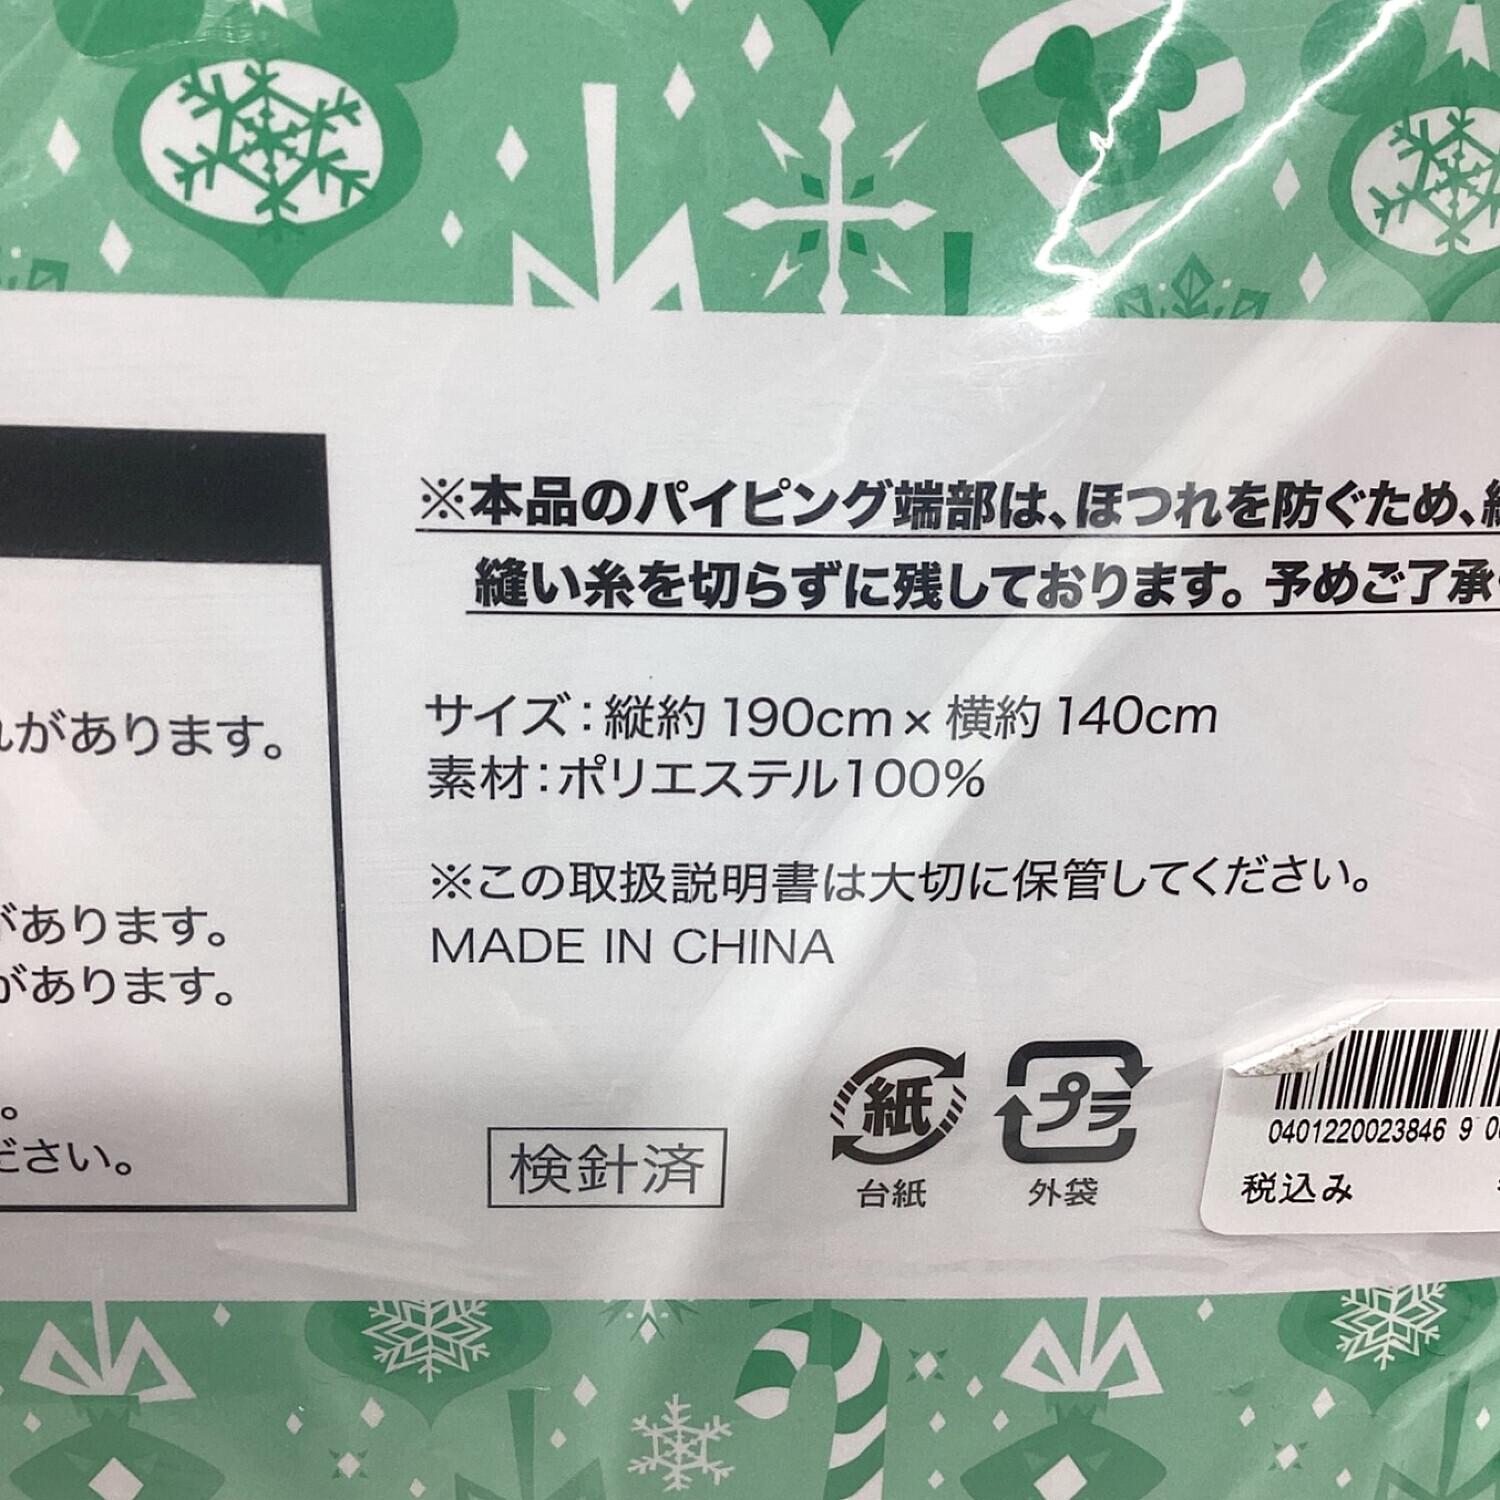 ※本品のパイピング端部は、ほつれを防ぐため、
縫い糸を切らずに残しております。予めご了承
サイズ：縦約 190cm × 横約 140cm
素材：ポリエステル100％
※この取扱説明書は大切に保管してください。
MADE IN CHINA
があります。
があります。
があります。
。
ださい。
検針済
紙
台紙
プラ
外袋
0401220023846 9
税込み